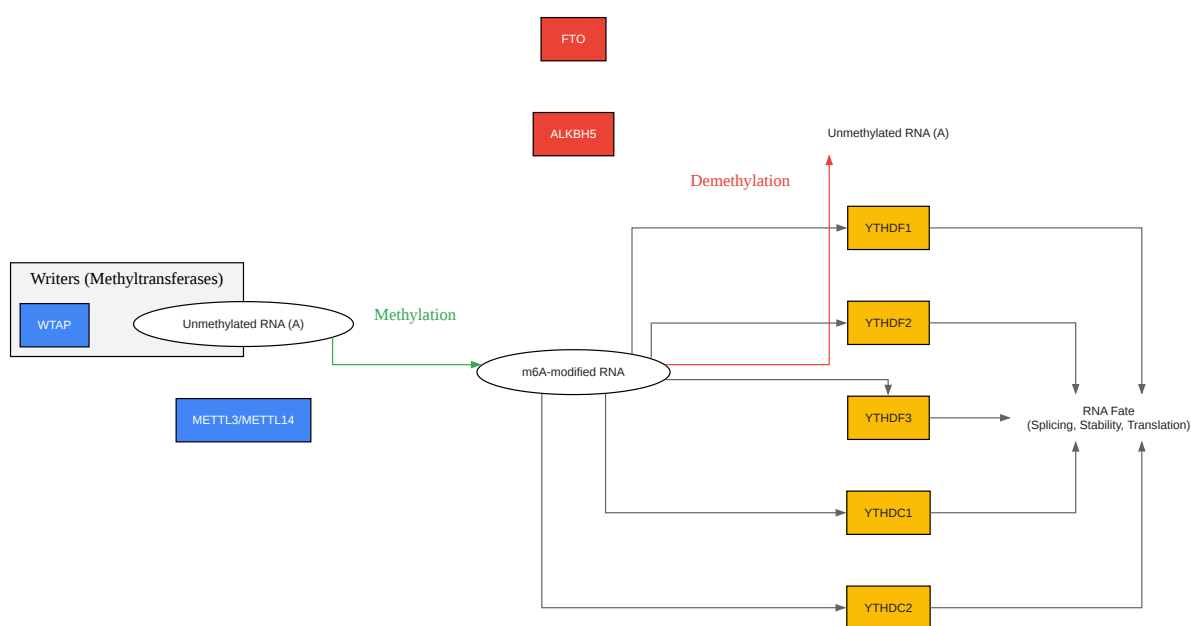 FTO
ALKBH5
Unmethylated RNA (A)
Demethylation
YTHDF1
Writers (Methyltransferases)
WTAP
Unmethylated RNA (A)
Methylation
YTHDF2
m6A-modified RNA
METTL3/METTL14
YTHDF3
RNA Fate
(Splicing, Stability, Translation)
YTHDC1
YTHDC2